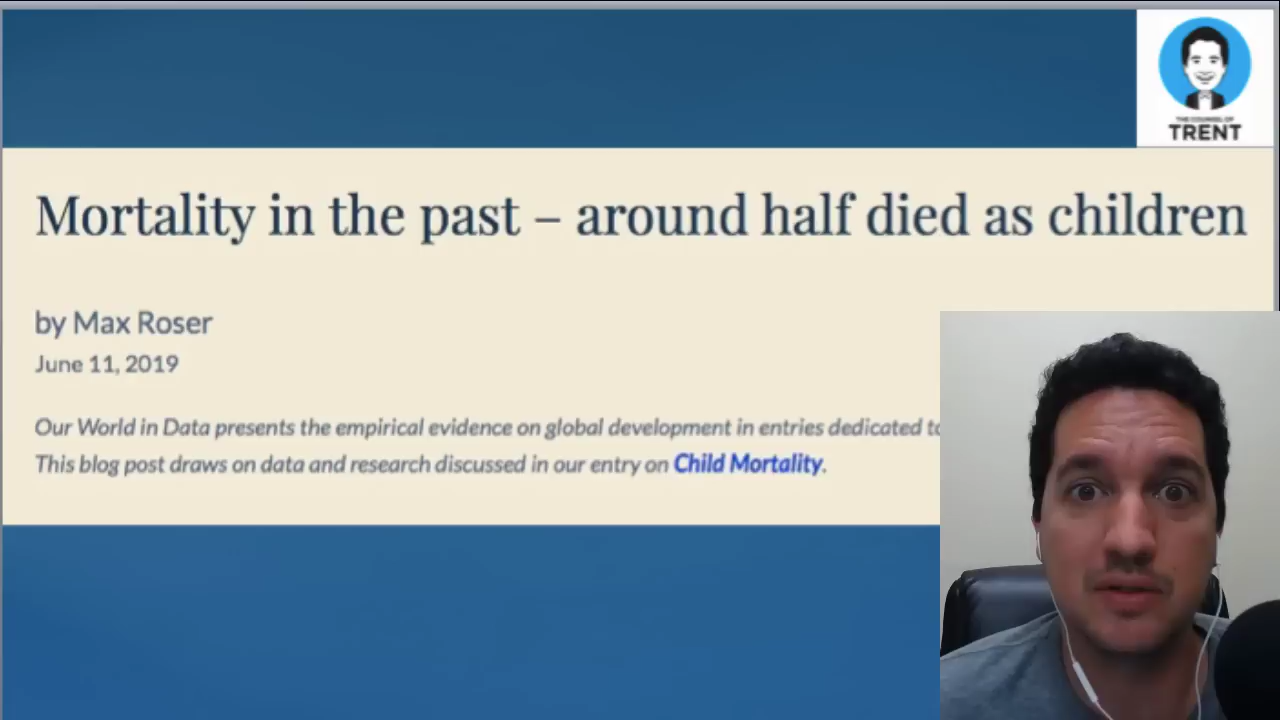 THE COUNSEL OF
TRENT
Mortality in the past – around half died as children
by Max Roser
June 11, 2019
Our World in Data presents the empirical evidence on global development in entries dedicated
This blog post draws on data and research discussed in our entry on Child Mortality.